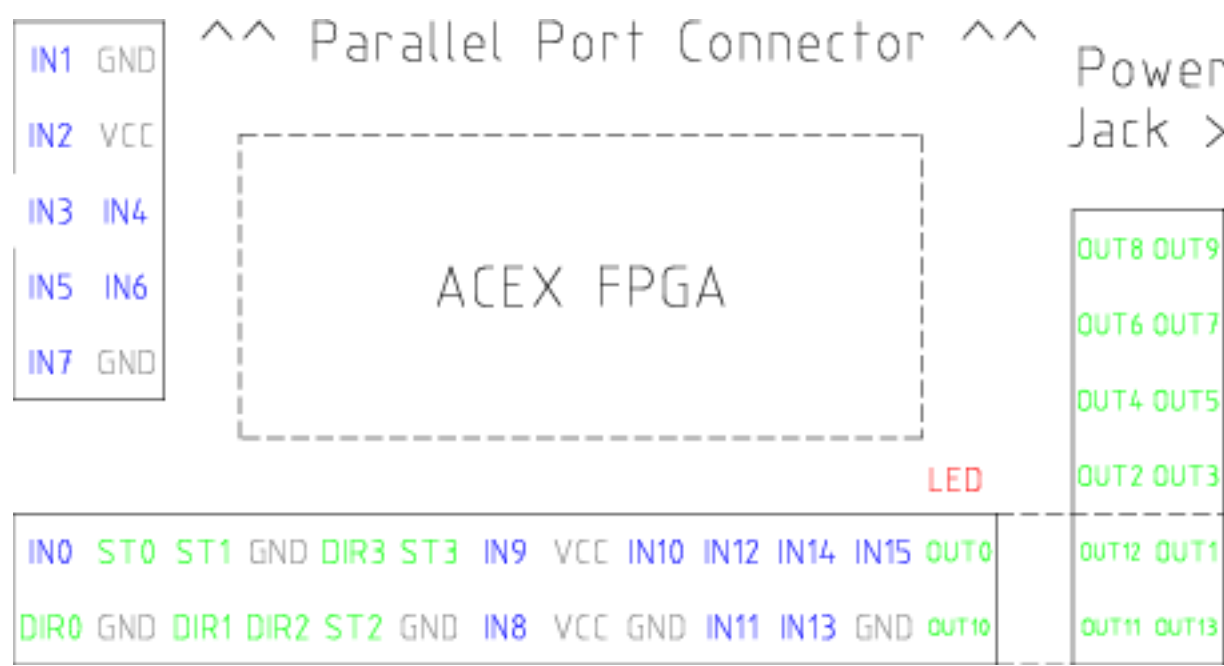 ^^ Parallel Port Connector ^^
Power
Jack >
IN1 GND
IN2 VCC
IN3 IN4
IN5 IN6
IN7 GND
ACEX FPGA
OUT8 OUT9
OUT6 OUT7
OUT4 OUT5
OUT2 OUT3
OUT12 OUT1
OUT11 OUT13
LED
IN0 ST0 ST1 GND DIR3 ST3 IN9 VCC IN10 IN12 IN14 IN15 OUT0
DIR0 GND DIR1 DIR2 ST2 GND IN8 VCC GND IN11 IN13 GND OUT10